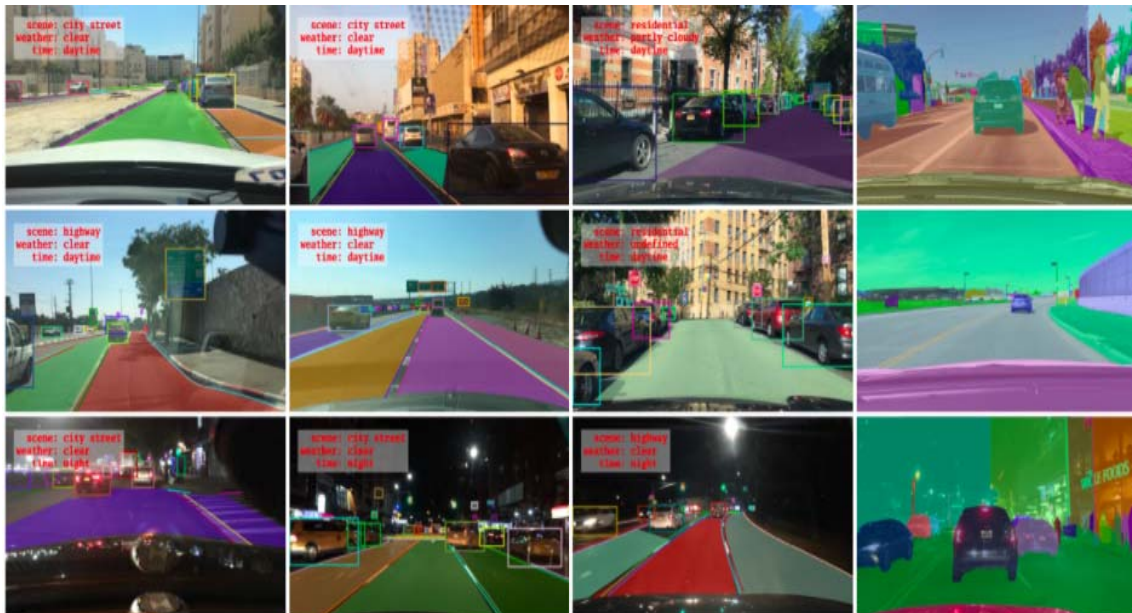 scene: city street
weather: clear
time: daytime
scene: city street
weather: clear
time: daytime
scene: residential
weather: partly cloudy
time: daytime
scene: highway
weather: clear
time: daytime
scene: highway
weather: clear
time: daytime
scene: residential
weather: undefined
time: daytime
scene: city street
weather: clear
time: night
scene: city street
weather: clear
time: night
scene: highway
weather: clear
time: night
LE FOODS